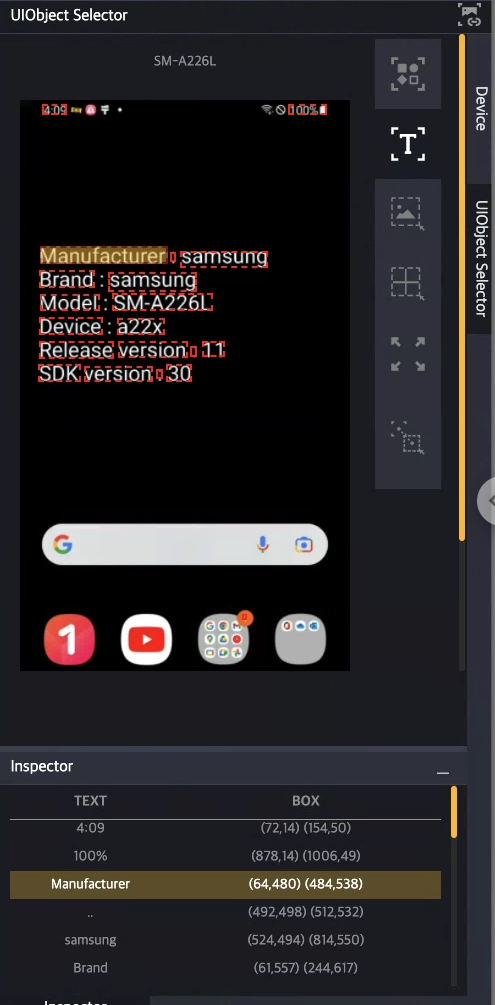 UIObject Selector
SM-A226L
4:09
100%
Manufacturer : samsung
Brand : samsung
Model : SM-A226L
Device : a22x
Release version : 11
SDK version : 30
G
1
T
Device
UIObject Selector
Inspector
TEXT BOX
4:09 (72,14) (154,50)
100% (878,14) (1006,49)
Manufacturer (64,480) (484,538)
.. (492,498) (512,532)
samsung (524,494) (814,550)
Brand (61,557) (244,617)
Inspector